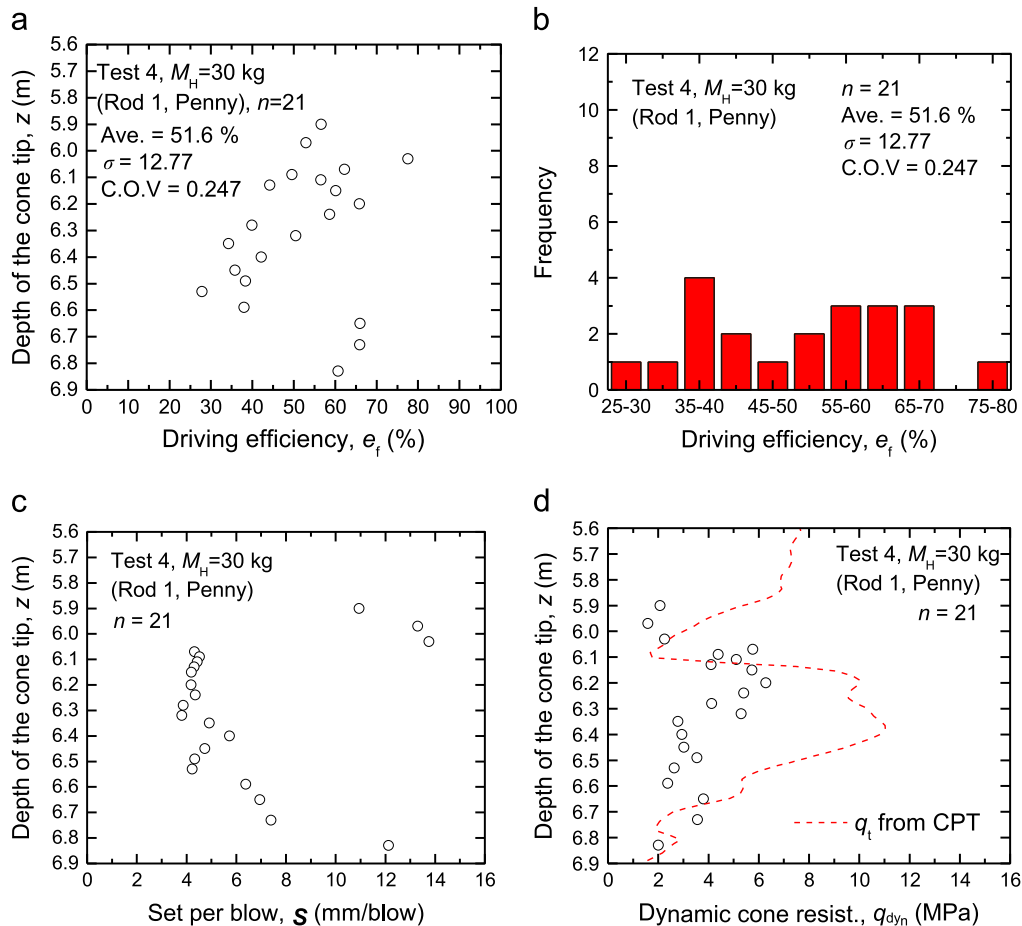 a
Test 4, M_H=30 kg
(Rod 1, Penny), n=21
Ave. = 51.6 %
σ = 12.77
C.O.V = 0.247
Depth of the cone tip, z (m)
5.6
5.7
5.8
5.9
6.0
6.1
6.2
6.3
6.4
6.5
6.6
6.7
6.8
6.9
0 10 20 30 40 50 60 70 80 90 100
Driving efficiency, e_f (%)
b
Test 4, M_H=30 kg
(Rod 1, Penny)
n = 21
Ave. = 51.6 %
σ = 12.77
C.O.V = 0.247
Frequency
12
10
8
6
4
2
0
25-30 35-40 45-50 55-60 65-70 75-80
Driving efficiency, e_f (%)
c
Test 4, M_H=30 kg
(Rod 1, Penny)
n = 21
Depth of the cone tip, z (m)
5.6
5.7
5.8
5.9
6.0
6.1
6.2
6.3
6.4
6.5
6.6
6.7
6.8
6.9
0 2 4 6 8 10 12 14 16
Set per blow, S (mm/blow)
d
Test 4, M_H=30 kg
(Rod 1, Penny)
n = 21
Depth of the cone tip, z (m)
5.6
5.7
5.8
5.9
6.0
6.1
6.2
6.3
6.4
6.5
6.6
6.7
6.8
6.9
q_t from CPT
0 2 4 6 8 10 12 14 16
Dynamic cone resist., q_dyn (MPa)